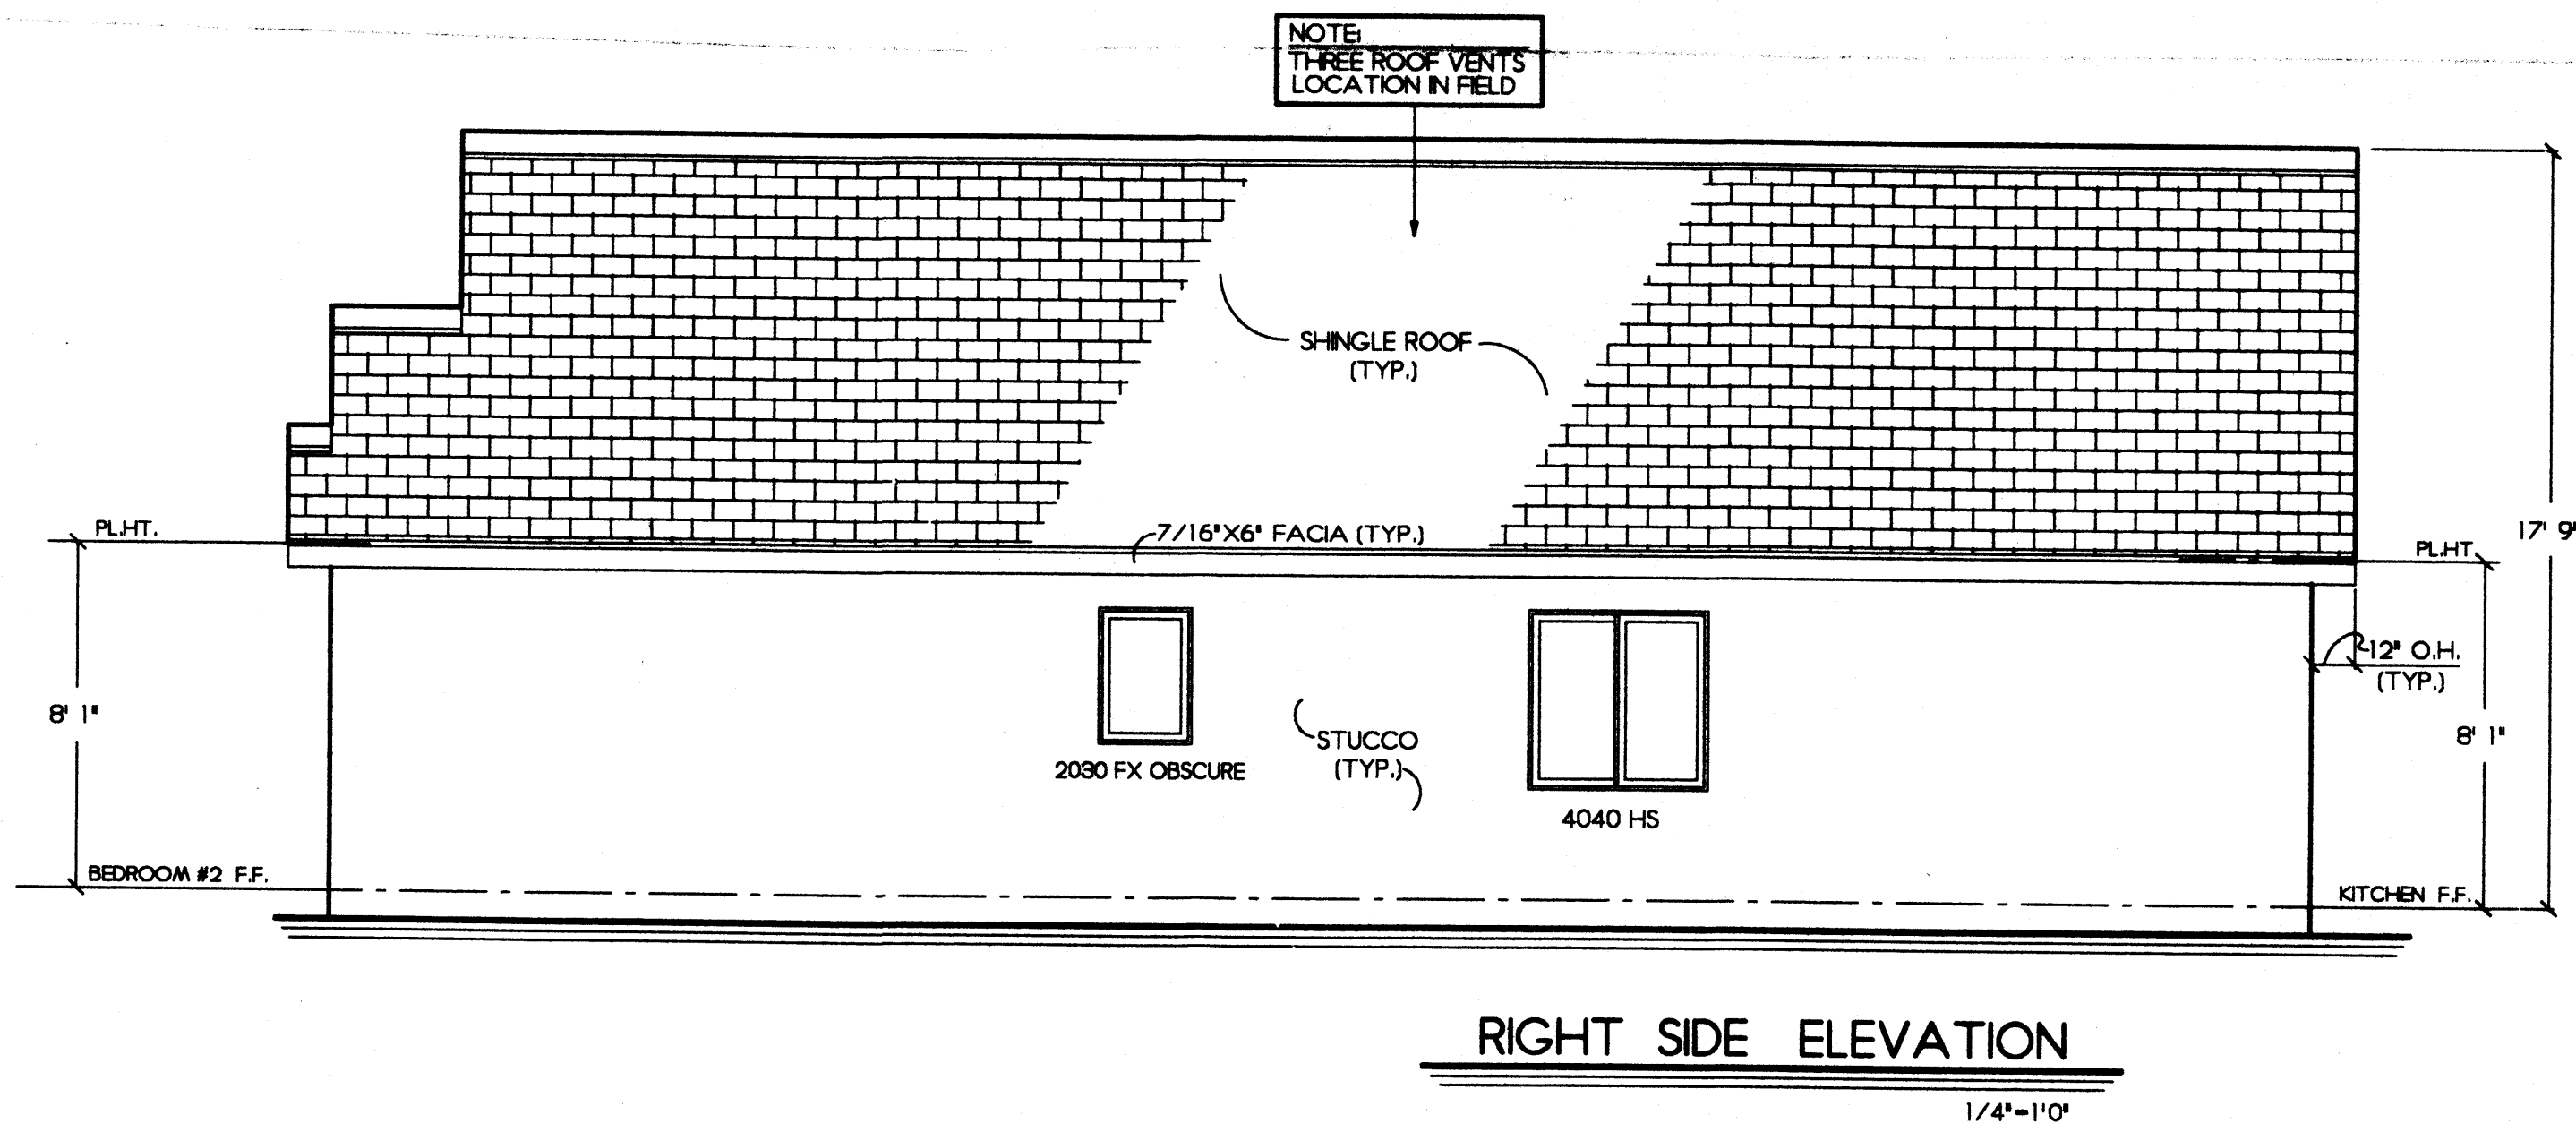 NOTE:
THREE ROOF VENTS
LOCATION IN FIELD
SHINGLE ROOF
(TYP.)
PL.HT.
7/16"X6" FACIA (TYP.)
PL.HT.
17' 9"
12" O.H.
(TYP.)
8' 1"
STUCCO
(TYP.)
8' 1"
2030 FX OBSCURE
4040 HS
BEDROOM #2 F.F.
KITCHEN F.F.
RIGHT SIDE ELEVATION
1/4"-1'0"